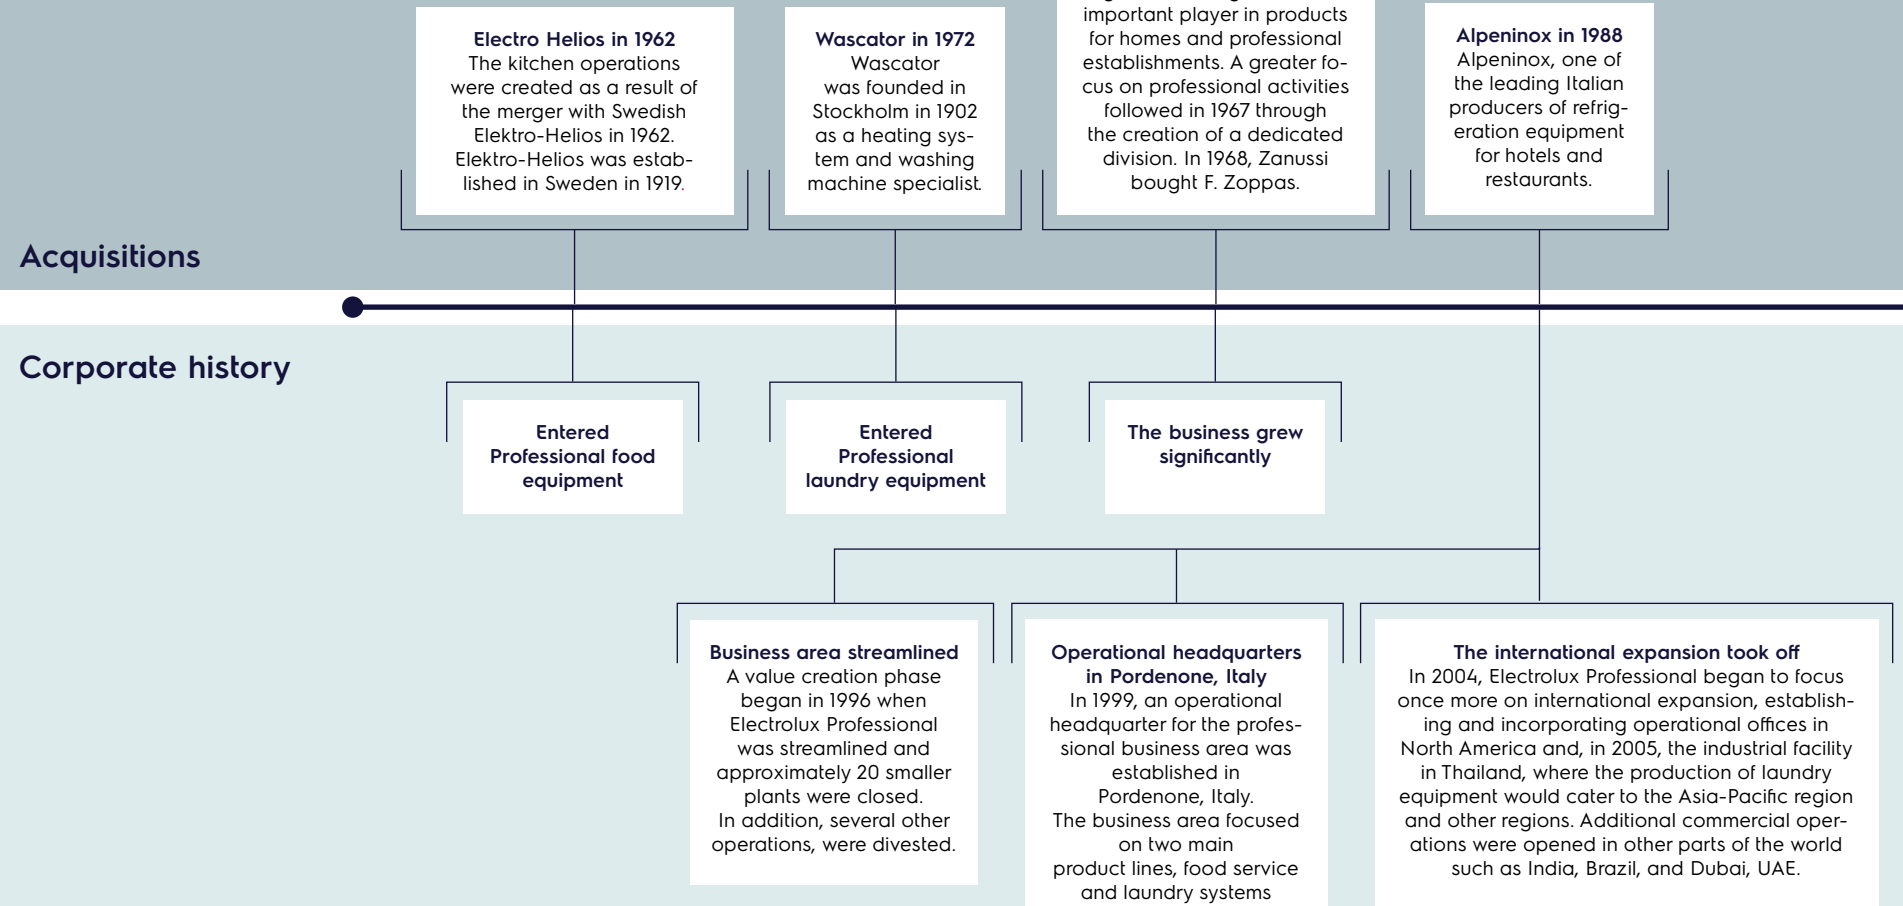 Electro Helios in 1962
The kitchen operations
were created as a result of
the merger with Swedish
Elektro-Helios in 1962.
Elektro-Helios was estab-
lished in Sweden in 1919.
Wascator in 1972
Wascator
was founded in
Stockholm in 1902
as a heating sys-
tem and washing
machine specialist.
important player in products
for homes and professional
establishments. A greater fo-
cus on professional activities
followed in 1967 through
the creation of a dedicated
division. In 1968, Zanussi
bought F. Zoppas.
Alpeninox in 1988
Alpeninox, one of
the leading Italian
producers of refrig-
eration equipment
for hotels and
restaurants.
Acquisitions
Corporate history
Entered
Professional food
equipment
Entered
Professional
laundry equipment
The business grew
significantly
Business area streamlined
A value creation phase
began in 1996 when
Electrolux Professional
was streamlined and
approximately 20 smaller
plants were closed.
In addition, several other
operations, were divested.
Operational headquarters
in Pordenone, Italy
In 1999, an operational
headquarter for the profes-
sional business area was
established in
Pordenone, Italy.
The business area focused
on two main
product lines, food service
and laundry systems
The international expansion took off
In 2004, Electrolux Professional began to focus
once more on international expansion, establish-
ing and incorporating operational offices in
North America and, in 2005, the industrial facility
in Thailand, where the production of laundry
equipment would cater to the Asia-Pacific region
and other regions. Additional commercial oper-
ations were opened in other parts of the world
such as India, Brazil, and Dubai, UAE.